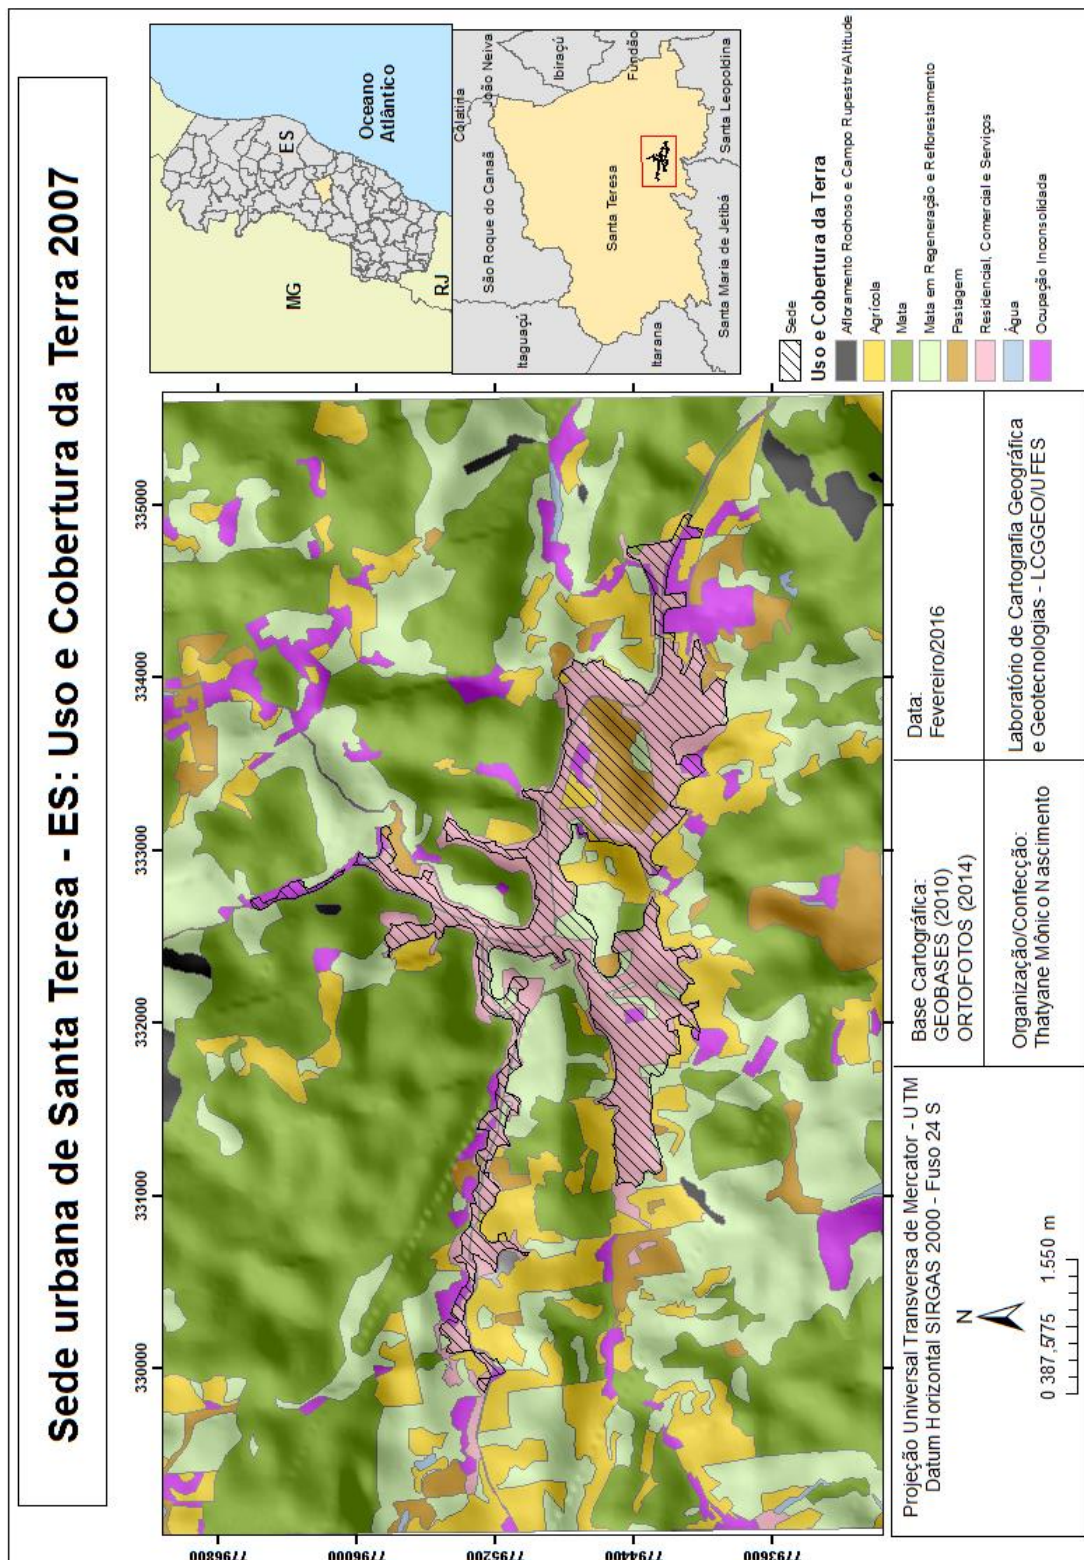 Sede urbana de Santa Teresa - ES: Uso e Cobertura da Terra 2007
330000
331000
332000
333000
334000
335000
7796800
7796000
7795200
7794400
7793600
MG
ES
RJ
Oceano
Atlântico
Colatina
São Roque do Canaã
João Neiva
Ibiraçú
Fundão
Itaguaçú
Santa Teresa
Itarana
Santa Maria de Jetibá
Santa Leopoldina
Sede
Uso e Cobertura da Terra
Afloramento Rochoso e Campo Rupestre/Altitude
Agrícola
Mata
Mata em Regeneração e Reflorestamento
Pastagem
Residencial, Comercial e Serviços
Água
Ocupação Inconsolidada
Projeção Universal Transversa de Mercator - UTM
Datum Horizontal SIRGAS 2000 - Fuso 24 S
N
0 387,5775 1.550 m
Base Cartográfica:
GEOBASES (2010)
ORTOFOTOS (2014)
Data:
Fevereiro/2016
Organização/Confecção:
Thatyane Mônico Nascimento
Laboratório de Cartografia Geográfica
e Geotecnologias - LCGGEO/UFES